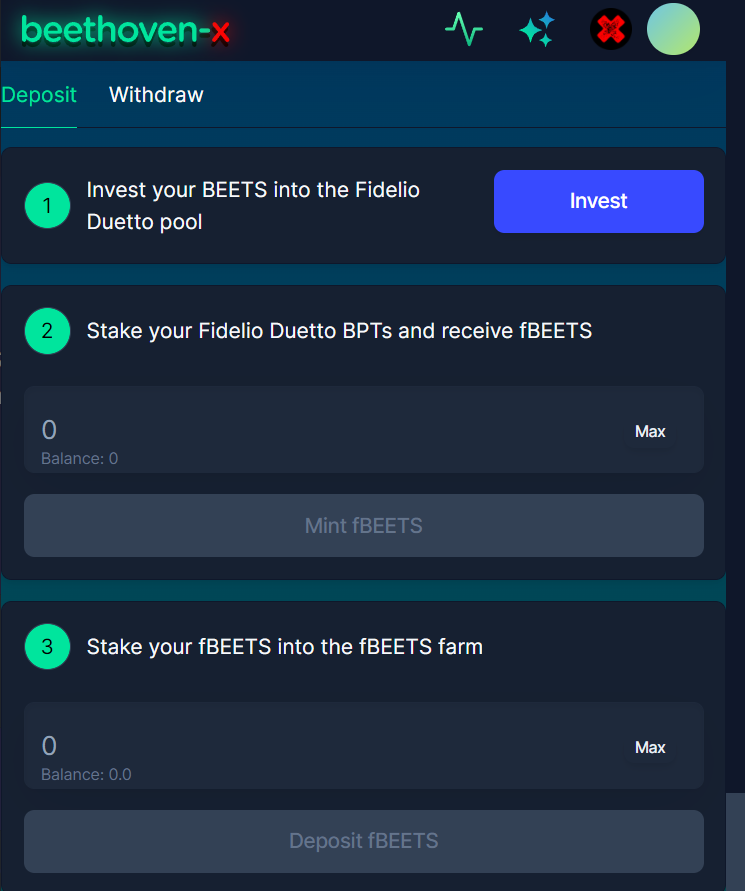 beethoven-x
Deposit Withdraw
1
Invest your BEETS into the Fidelio
Duetto pool
Invest
2
Stake your Fidelio Duetto BPTs and receive fBEETS
0
Balance: 0
Max
Mint fBEETS
3
Stake your fBEETS into the fBEETS farm
0
Balance: 0.0
Max
Deposit fBEETS